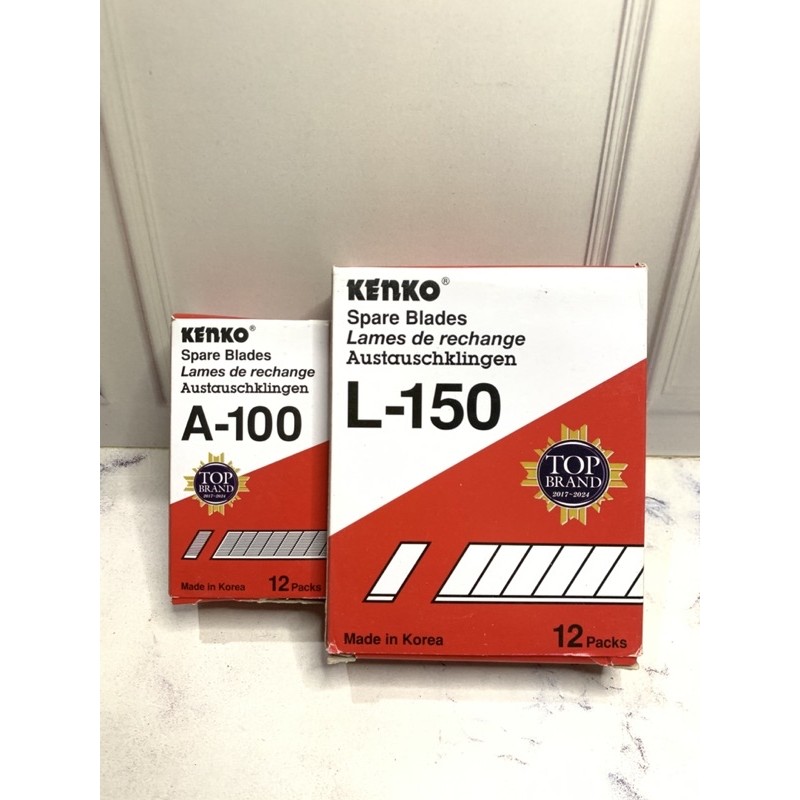 KENKO®
Spare Blades
Lames de rechange
Austauschklingen
A-100
TOP
BRAND
2017-2024
Made in Korea
12 Packs
KENKO®
Spare Blades
Lames de rechange
Austauschklingen
L-150
TOP
BRAND
2017-2024
Made in Korea
12 Packs